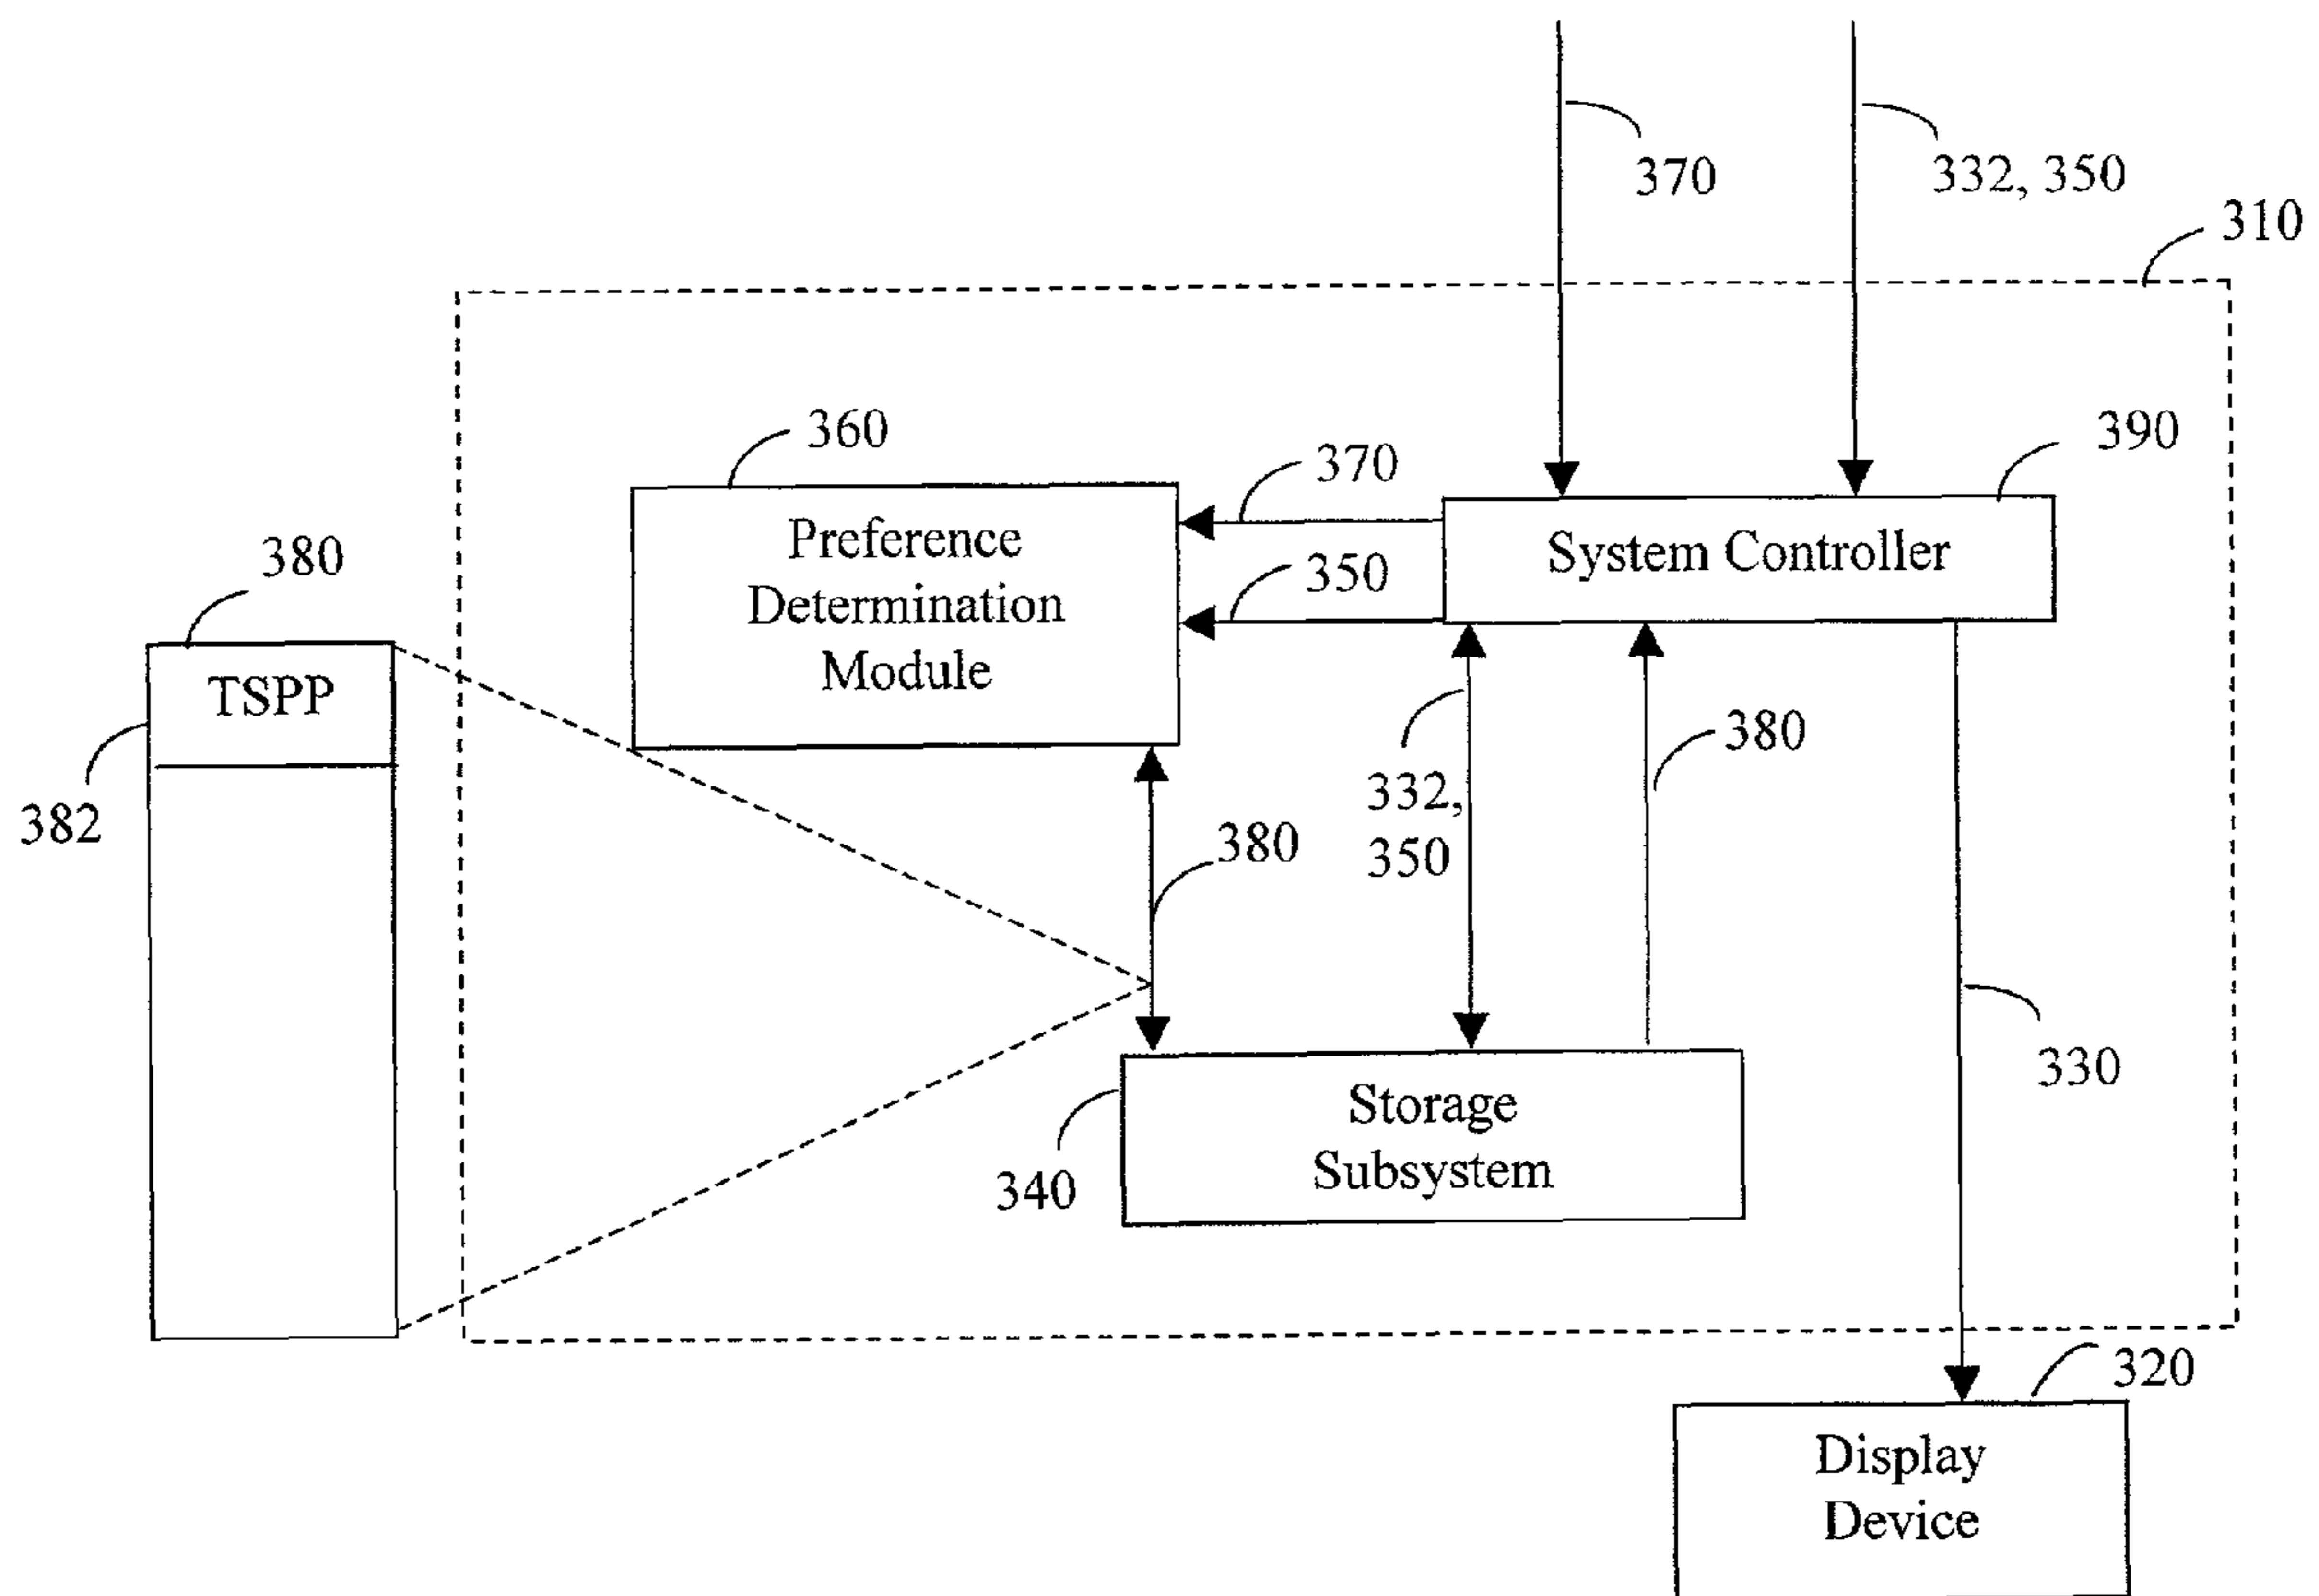 370
332, 350
310
360
370
390
Preference
Determination
Module
System Controller
350
380
TSPP
382
380
332,
350
380
330
Storage
Subsystem
340
320
Display
Device